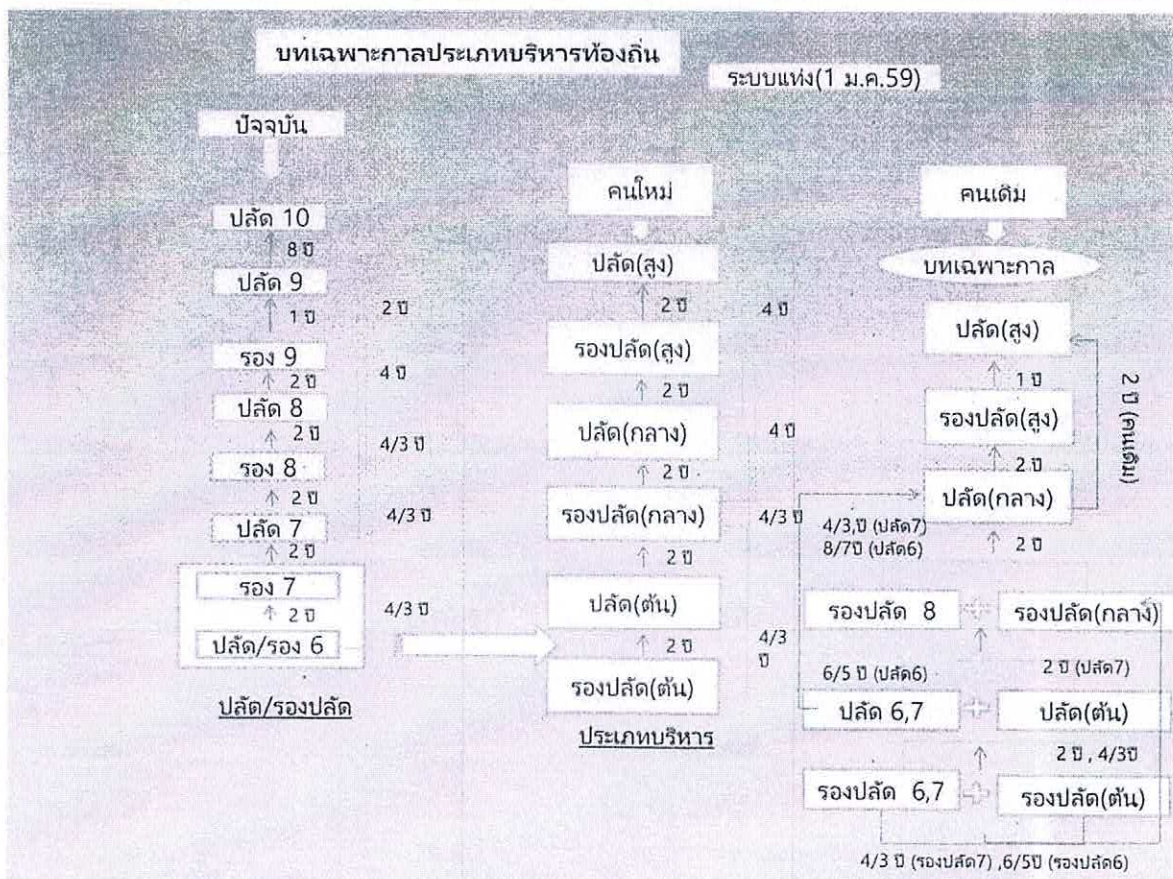 บทเฉพาะกาลประเภทบริหารท้องถิ่น
ระบบแท่ง(1 ม.ค.59)
ปัจจุบัน
ปลัด 10
8 ปี
ปลัด 9
1 ปี
2 ปี
รอง 9
2 ปี
4 ปี
ปลัด 8
2 ปี
4/3 ปี
รอง 8
2 ปี
4/3 ปี
ปลัด 7
2 ปี
รอง 7
2 ปี
4/3 ปี
ปลัด/รอง 6
ปลัด/รองปลัด
คนใหม่
ปลัด(สูง)
2 ปี
4 ปี
รองปลัด(สูง)
2 ปี
ปลัด(กลาง)
4 ปี
2 ปี
รองปลัด(กลาง)
4/3 ปี
2 ปี
ปลัด(ต้น)
2 ปี
4/3
ปี
รองปลัด(ต้น)
ประเภทบริหาร
คนเดิม
บทเฉพาะกาล
ปลัด(สูง)
1 ปี
2 ปี (คนเดิม)
รองปลัด(สูง)
2 ปี
ปลัด(กลาง)
4/3,ปี (ปลัด7)
8/7ปี (ปลัด6)
2 ปี
รองปลัด 8
รองปลัด(กลาง)
6/5 ปี (ปลัด6)
2 ปี (ปลัด7)
ปลัด 6,7
ปลัด(ต้น)
2 ปี , 4/3ปี
รองปลัด 6,7
รองปลัด(ต้น)
4/3 ปี (รองปลัด7) ,6/5ปี (รองปลัด6)